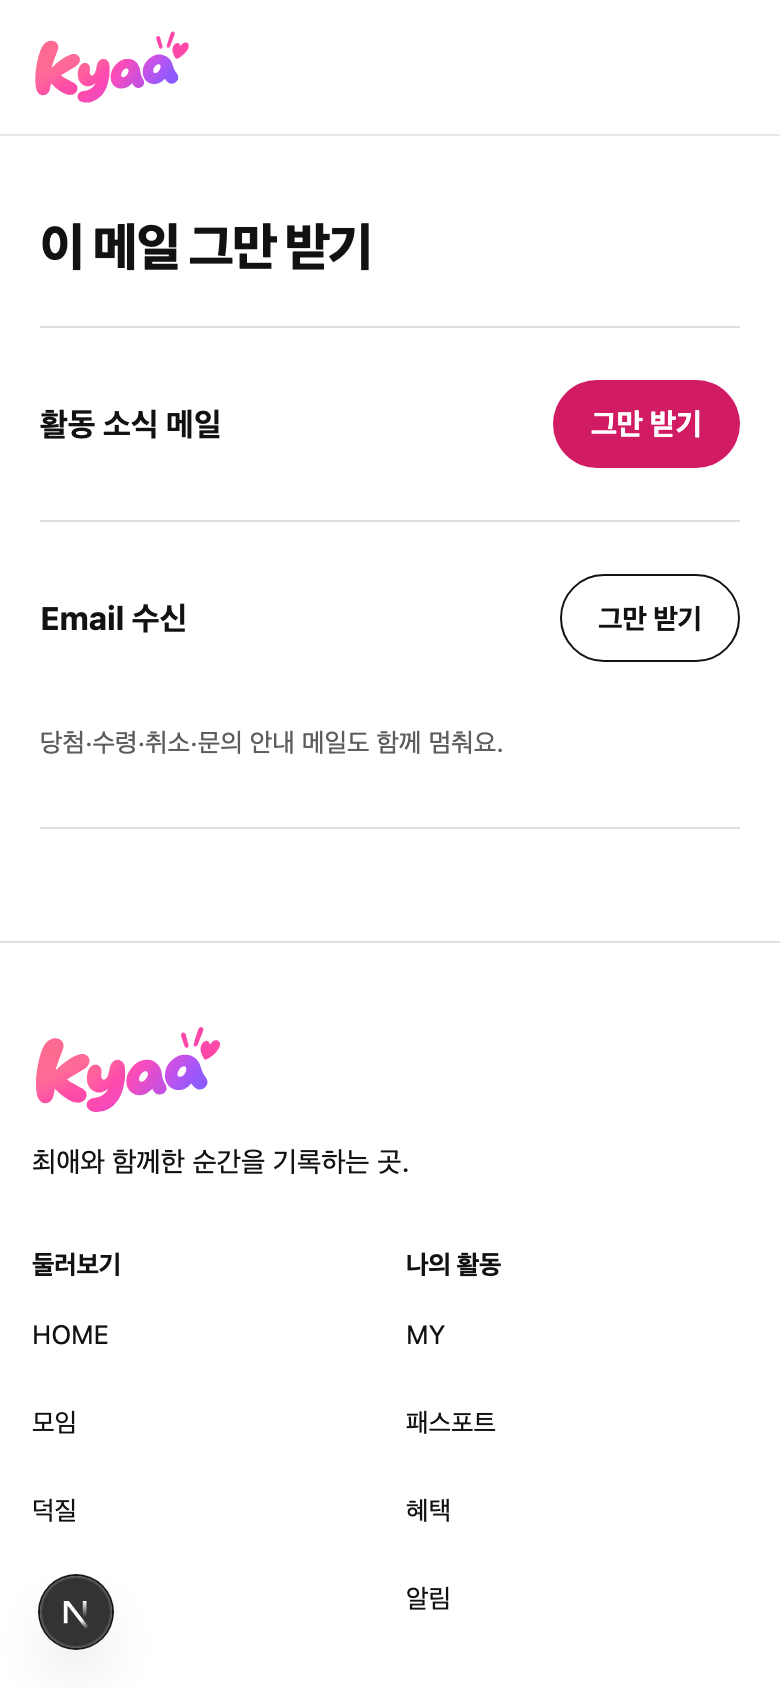 kyaa
이 메일 그만 받기
활동 소식 메일
그만 받기
Email 수신
그만 받기
당첨·수령·취소·문의 안내 메일도 함께 멈춰요.
kyaa
최애와 함께한 순간을 기록하는 곳.
둘러보기
나의 활동
HOME
MY
모임
패스포트
덕질
혜택
알림
N